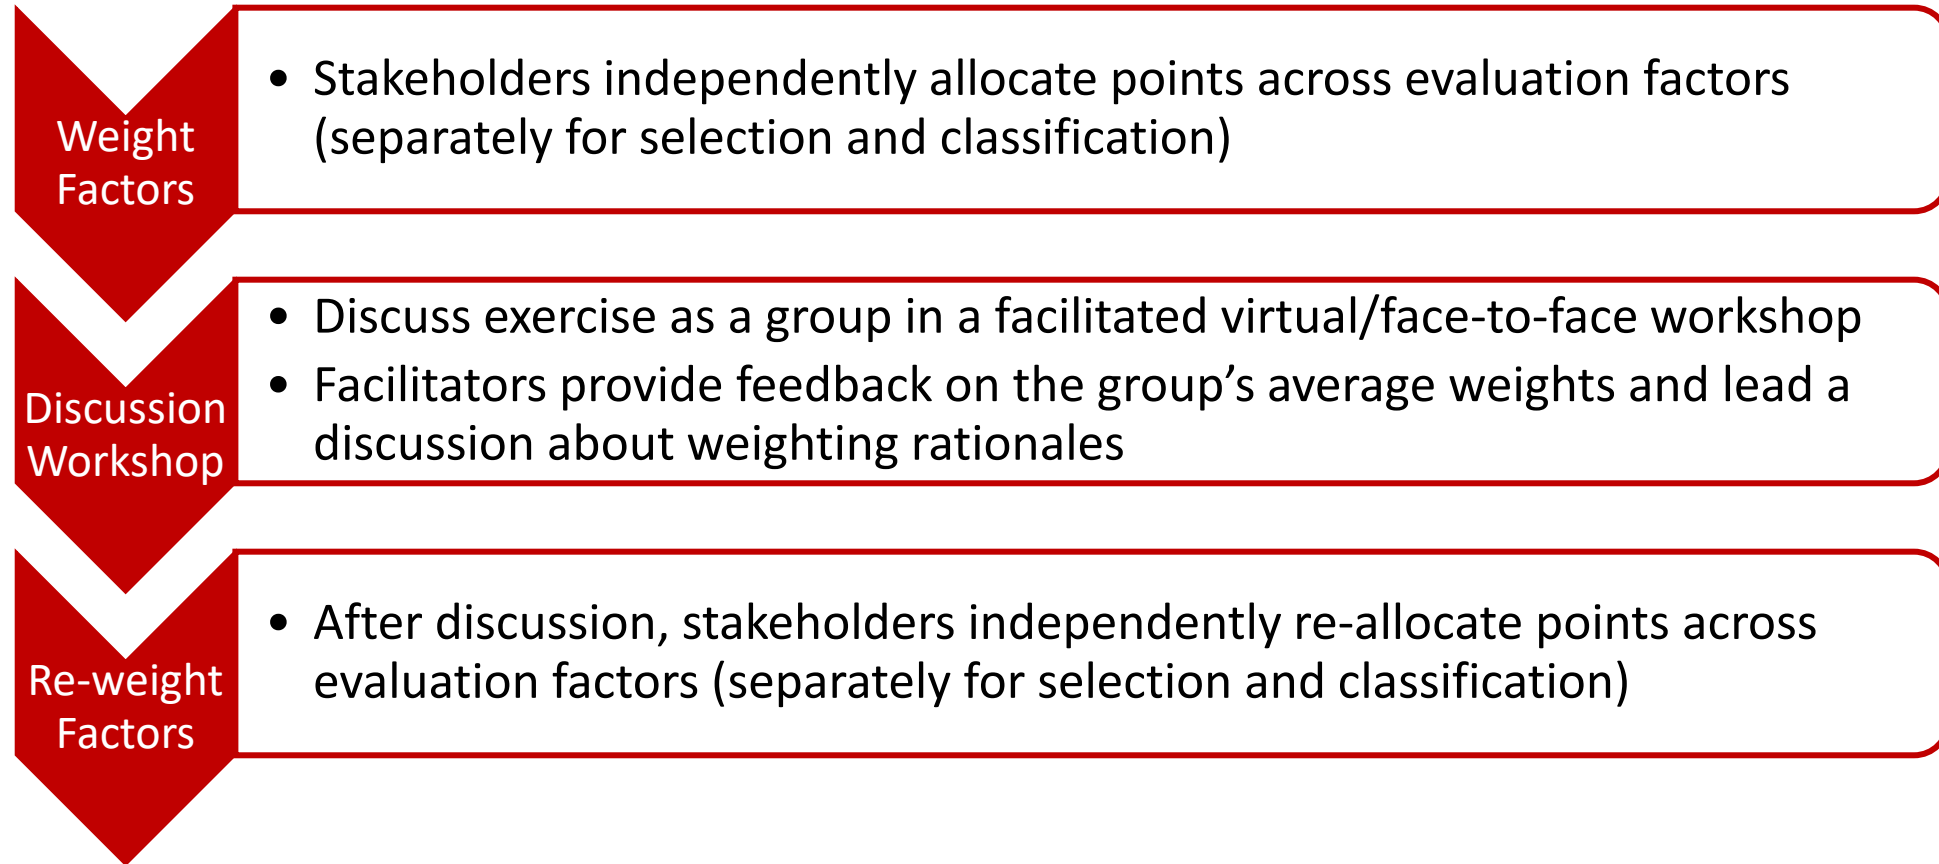 Weight
Factors
• Stakeholders independently allocate points across evaluation factors
(separately for selection and classification)
Discussion
Workshop
• Discuss exercise as a group in a facilitated virtual/face-to-face workshop
• Facilitators provide feedback on the group’s average weights and lead a
discussion about weighting rationales
Re-weight
Factors
• After discussion, stakeholders independently re-allocate points across
evaluation factors (separately for selection and classification)